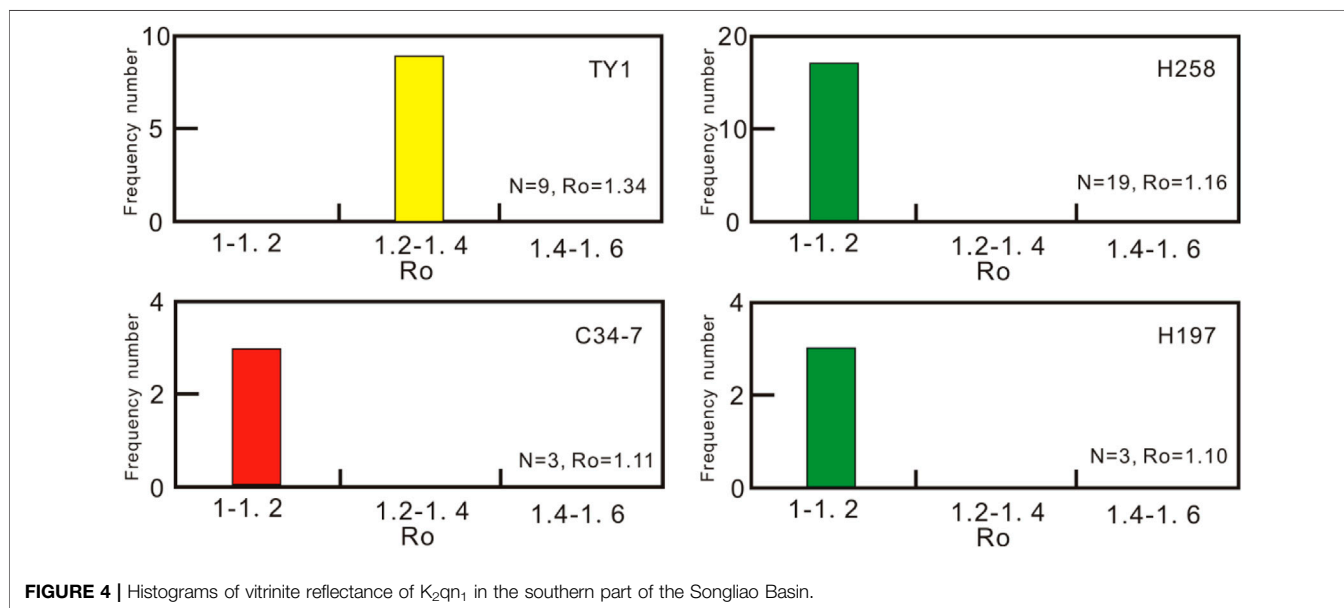 10
5
0
Frequency number
TY1
N=9, Ro=1.34
1-1. 2
1.2-1. 4
1.4-1. 6
Ro
20
10
0
Frequency number
H258
N=19, Ro=1.16
1-1. 2
1.2-1. 4
1.4-1. 6
4
2
0
Frequency number
C34-7
N=3, Ro=1.11
1-1. 2
1.2-1. 4
1.4-1. 6
Ro
4
2
0
Frequency number
H197
N=3, Ro=1.10
1-1. 2
1.2-1. 4
1.4-1. 6
FIGURE 4 | Histograms of vitrinite reflectance of K₂qn₁ in the southern part of the Songliao Basin.